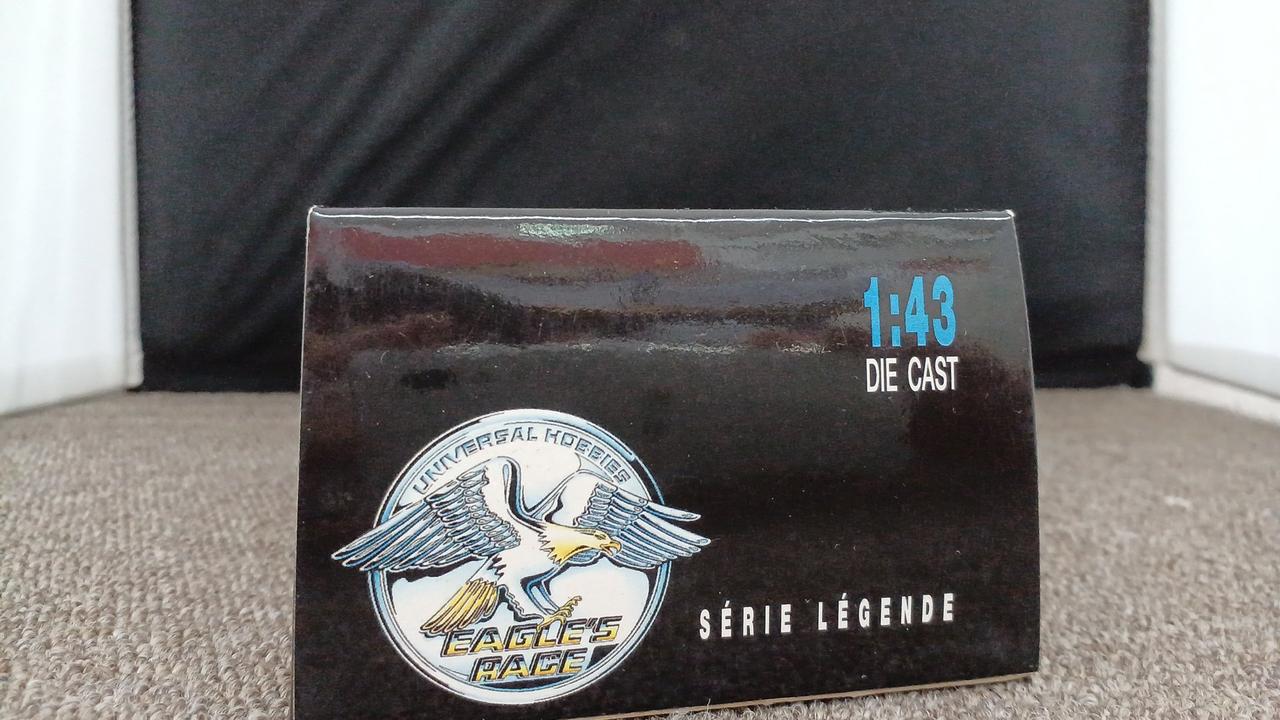 1:43
DIE CAST
UNIVERSAL HOBBIES
EAGLE'S
RACE
SÉRIE LÉGENDE